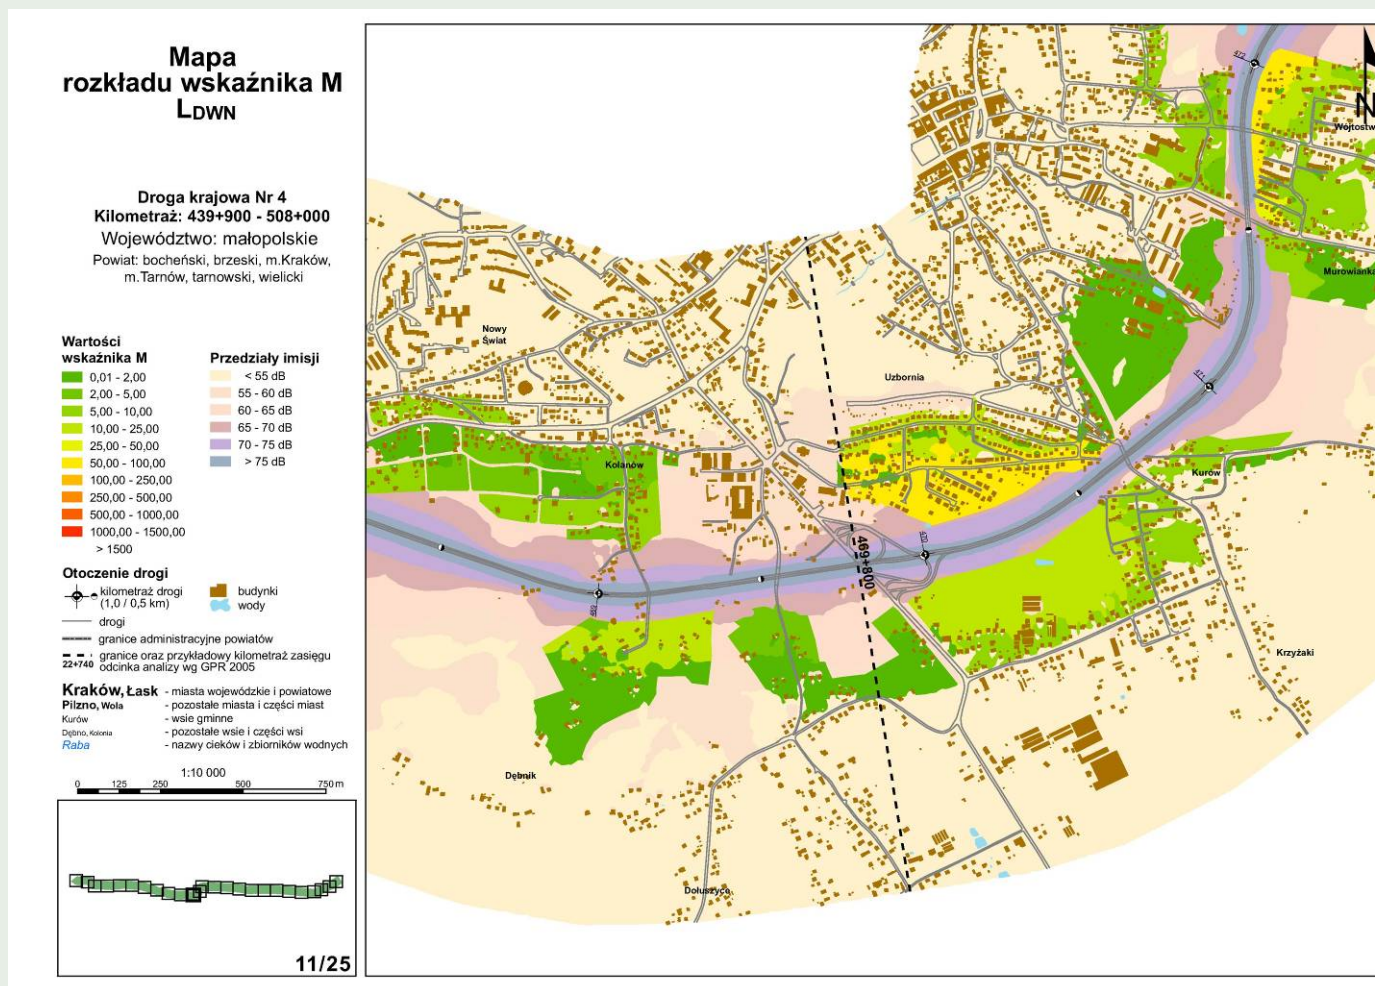 Mapa
rozkładu wskaźnika M
LDWN
Droga krajowa Nr 4
Kilometraż: 439+900 - 508+000
Województwo: małopolskie
Powiat: bocheński, brzeski, m.Kraków,
m.Tarnów, tarnowski, wielicki
Wartości
wskaźnika M
0,01 - 2,00
2,00 - 5,00
5,00 - 10,00
10,00 - 25,00
25,00 - 50,00
50,00 - 100,00
100,00 - 250,00
250,00 - 500,00
500,00 - 1000,00
1000,00 - 1500,00
> 1500
Przedziały imisji
< 55 dB
55 - 60 dB
60 - 65 dB
65 - 70 dB
70 - 75 dB
> 75 dB
Otoczenie drogi
kilometraż drogi
(1,0 / 0,5 km)
budynki
wody
drogi
granice administracyjne powiatów
granice oraz przykładowy kilometraż zasięgu
22+740 odcinka analizy wg GPR 2005
Kraków, Łask - miasta wojewódzkie i powiatowe
Pilzno, Wola - pozostałe miasta i części miast
Kurów - wsie gminne
Dębno, Kolonia - pozostałe wsie i części wsi
Raba - nazwy cieków i zbiorników wodnych
1:10 000
0 125 250 500 750 m
11/25
472
N
Wójtostw
Murowianka
Nowy
Świat
Uzbornia
471
Kolanów
Kurów
470
469+800
469
Krzyżaki
Dębnik
Dołuszyce